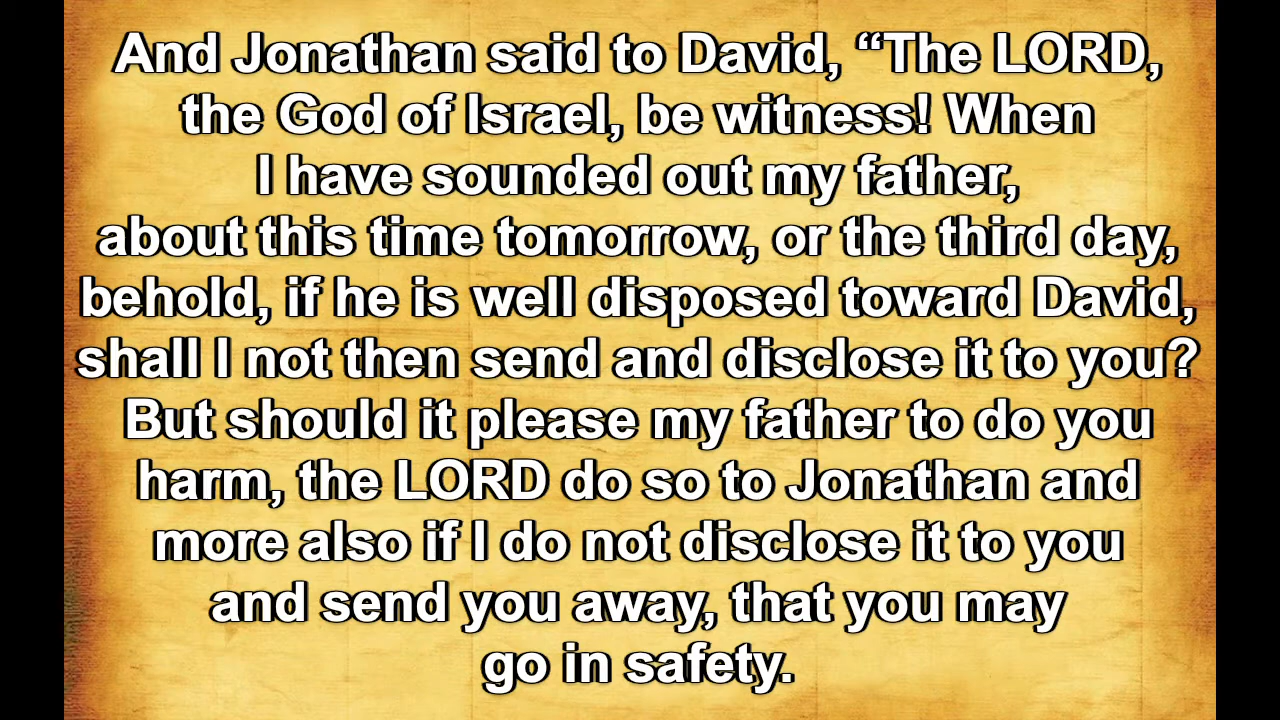 And Jonathan said to David, “The LORD,
the God of Israel, be witness! When
I have sounded out my father,
about this time tomorrow, or the third day,
behold, if he is well disposed toward David,
shall I not then send and disclose it to you?
But should it please my father to do you
harm, the LORD do so to Jonathan and
more also if I do not disclose it to you
and send you away, that you may
go in safety.